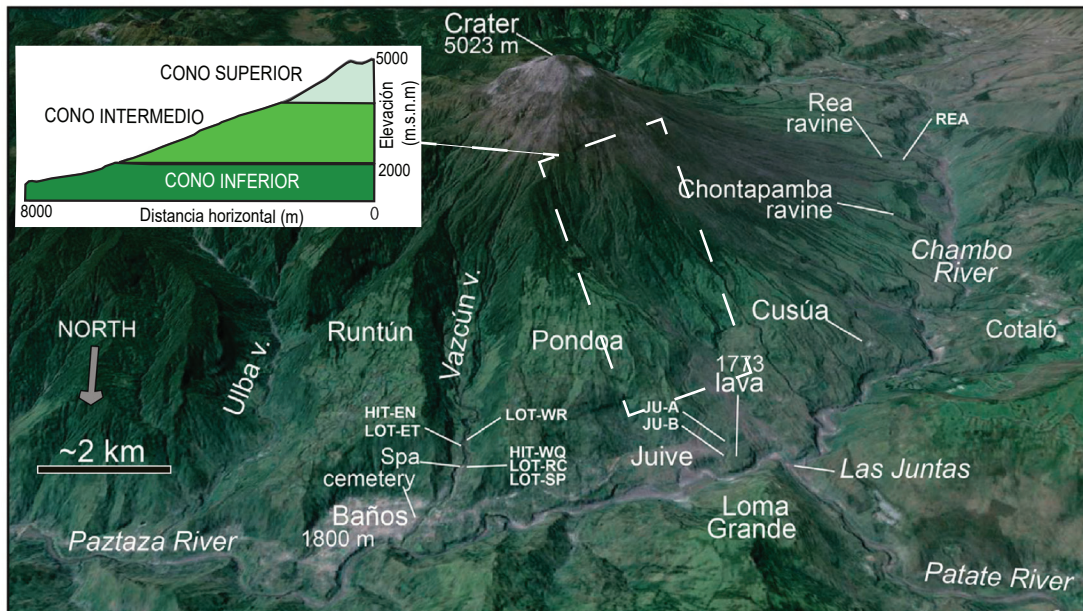 Crater
5023 m
CONO SUPERIOR
CONO INTERMEDIO
CONO INFERIOR
5000
2000
Elevación
(m.s.n.m)
8000
0
Distancia horizontal (m)
Rea
ravine
REA
Chontapamba
ravine
Chambo
River
Cusúa
Cotaló
NORTH
Runtún
Vazcún v.
Pondoa
Ulba v.
1773
lava
HIT-EN
LOT-ET
LOT-WR
JU-A
JU-B
~2 km
Spa
cemetery
HIT-WQ
LOT-RC
LOT-SP
Juive
Las Juntas
Baños
1800 m
Loma
Grande
Paztaza River
Patate River